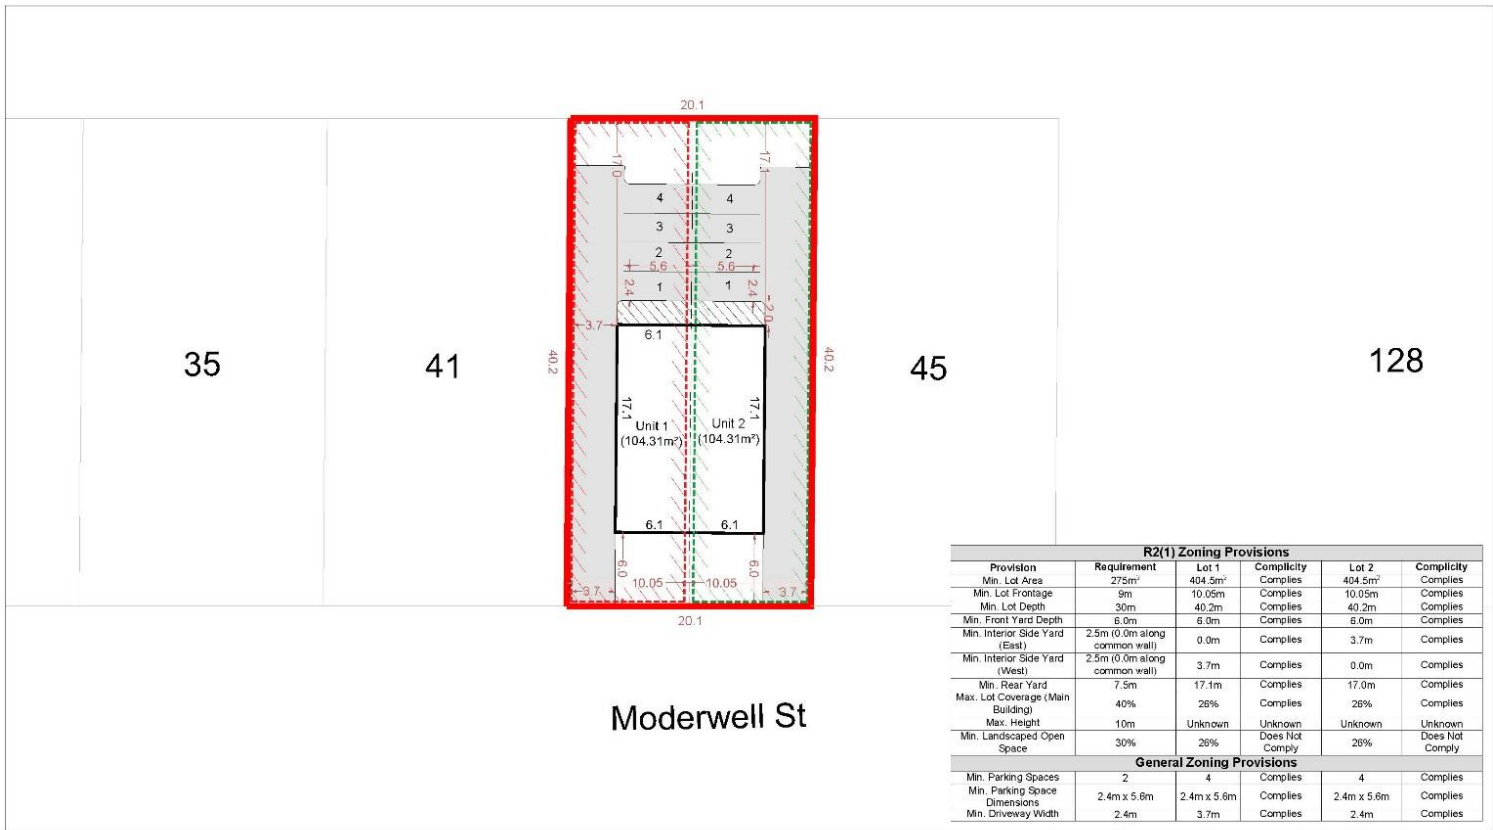 20.1
17.0
17.1
4
4
3
3
2
2
5.6
5.6
2.4
1
1
2.4
2.0
3.7
6.1
40.2
40.2
35
41
45
128
17.1
17.1
Unit 1
(104.31m²)
Unit 2
(104.31m²)
6.1
6.1
6.0
6.0
10.05
10.05
3.7
3.7
20.1
Moderwell St
R2(1) Zoning Provisions
Provision Requirement Lot 1 Complicity Lot 2 Complicity
Min. Lot Area 275m² 404.5m² Complies 404.5m² Complies
Min. Lot Frontage 9m 10.05m Complies 10.05m Complies
Min. Lot Depth 30m 40.2m Complies 40.2m Complies
Min. Front Yard Depth 6.0m 6.0m Complies 6.0m Complies
Min. Interior Side Yard 2.5m (0.0m along
(East) common wall) 0.0m Complies 3.7m Complies
Min. Interior Side Yard 2.5m (0.0m along
(West) common wall) 3.7m Complies 0.0m Complies
Min. Rear Yard 7.5m 17.1m Complies 17.0m Complies
Max. Lot Coverage (Main
Building) 40% 26% Complies 26% Complies
Max. Height 10m Unknown Unknown Unknown Unknown
Min. Landscaped Open Does Not Does Not
Space 30% 26% Comply 26% Comply
General Zoning Provisions
Min. Parking Spaces 2 4 Complies 4 Complies
Min. Parking Space
Dimensions 2.4m x 5.6m 2.4m x 5.6m Complies 2.4m x 5.6m Complies
Min. Driveway Width 2.4m 3.7m Complies 2.4m Complies